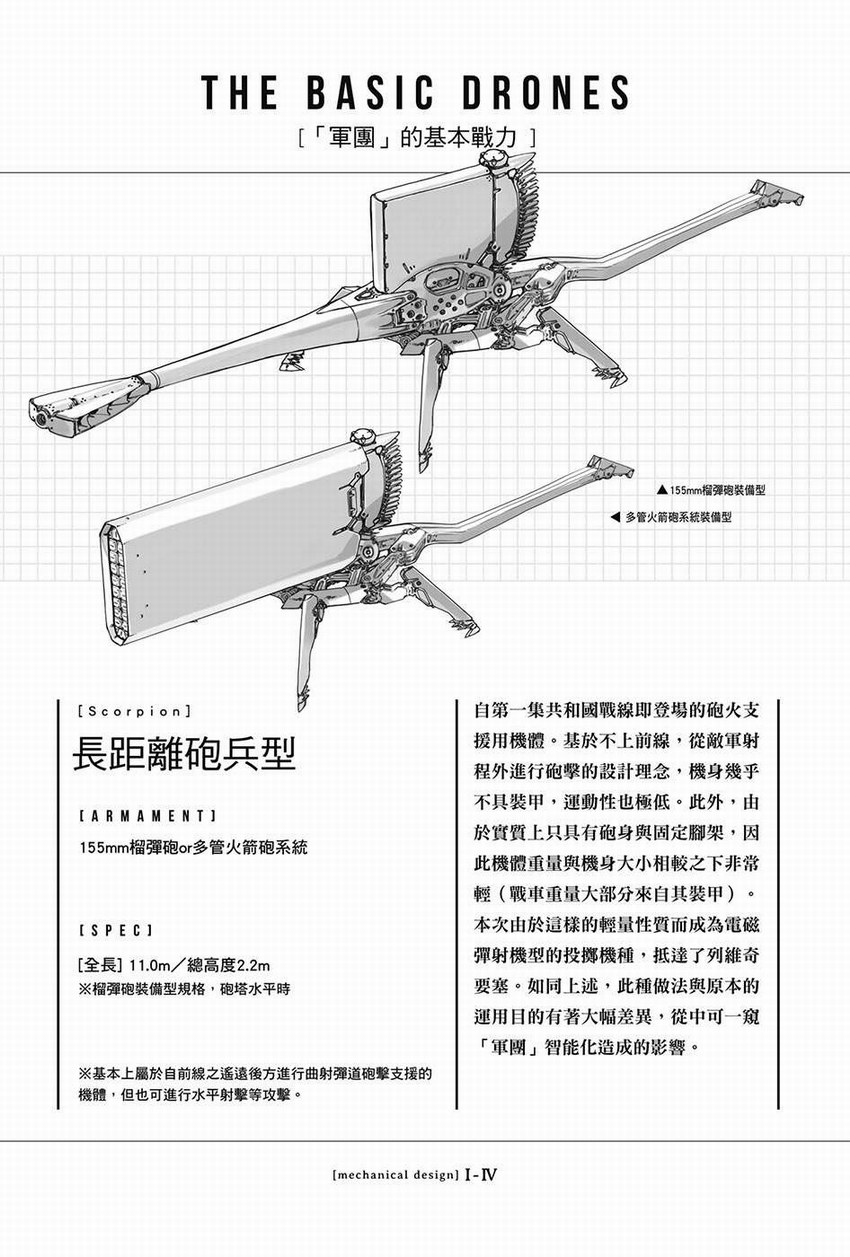 THE BASIC DRONES
[「軍團」的基本戰力 ]
▲155mm榴彈砲裝備型
◀ 多管火箭砲系統裝備型
[Scorpion]
長距離砲兵型
[ARMAMENT]
155mm榴彈砲or多管火箭砲系統
[SPEC]
[全長] 11.0m／總高度2.2m
※榴彈砲裝備型規格，砲塔水平時
※基本上屬於自前線之遙遠後方進行曲射彈道砲擊支援的
機體，但也可進行水平射擊等攻擊。
自第一集共和國戰線即登場的砲火支
援用機體。基於不上前線，從敵軍射
程外進行砲擊的設計理念，機身幾乎
不具裝甲，運動性也極低。此外，由
於實質上只具有砲身與固定腳架，因
此機體重量與機身大小相較之下非常
輕（戰車重量大部分來自其裝甲）。
本次由於這樣的輕量性質而成為電磁
彈射機型的投擲機種，抵達了列維奇
要塞。如同上述，此種做法與原本的
運用目的有著大幅差異，從中可一窺
「軍團」智能化造成的影響。
[mechanical design] I-IV